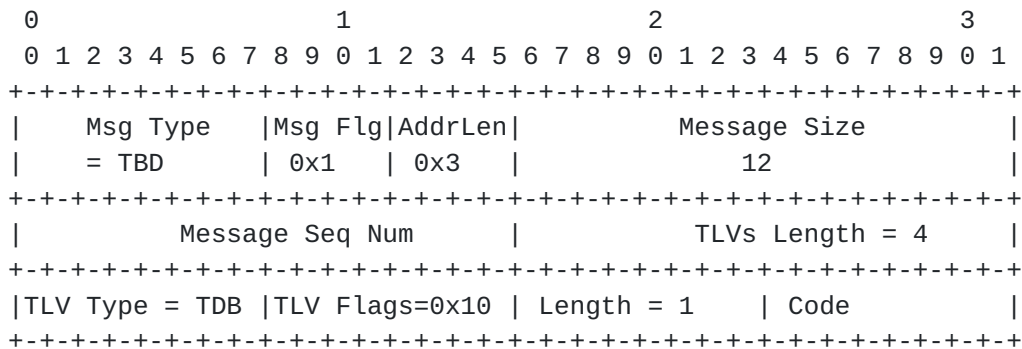 0                   1                   2                   3
 0 1 2 3 4 5 6 7 8 9 0 1 2 3 4 5 6 7 8 9 0 1 2 3 4 5 6 7 8 9 0 1
+-+-+-+-+-+-+-+-+-+-+-+-+-+-+-+-+-+-+-+-+-+-+-+-+-+-+-+-+-+-+-+-+
|    Msg Type   |Msg Flg|AddrLen|          Message Size         |
|    = TBD      | 0x1   | 0x3   |              12               |
+-+-+-+-+-+-+-+-+-+-+-+-+-+-+-+-+-+-+-+-+-+-+-+-+-+-+-+-+-+-+-+-+
|          Message Seq Num      |           TLVs Length = 4     |
+-+-+-+-+-+-+-+-+-+-+-+-+-+-+-+-+-+-+-+-+-+-+-+-+-+-+-+-+-+-+-+-+
|TLV Type = TDB |TLV Flags=0x10 | Length = 1    | Code          |
+-+-+-+-+-+-+-+-+-+-+-+-+-+-+-+-+-+-+-+-+-+-+-+-+-+-+-+-+-+-+-+-+